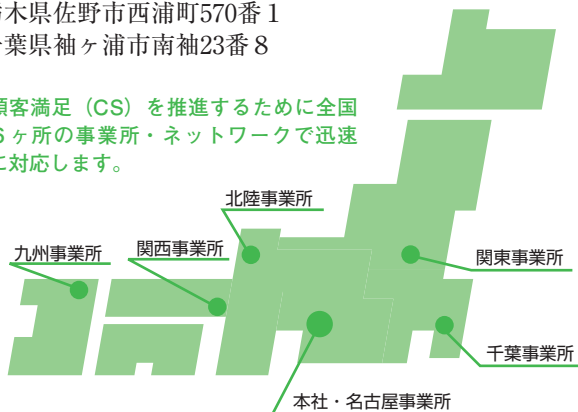 木県佐野市西浦町570番1
葉県袖ヶ浦市南袖23番8
顧客満足（CS）を推進するために全国
6ヶ所の事業所・ネットワークで迅速
に対応します。
北陸事業所
九州事業所
関西事業所
関東事業所
千葉事業所
本社・名古屋事業所